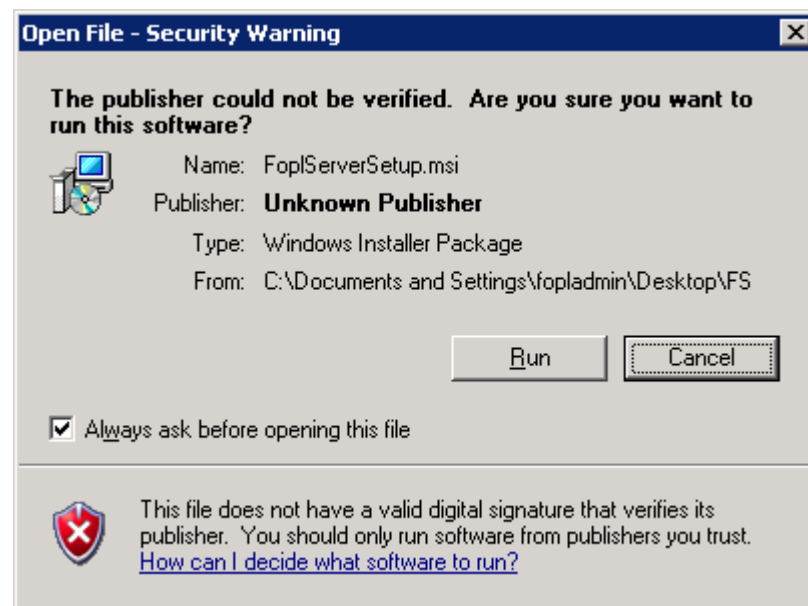 Open File - Security Warning
The publisher could not be verified. Are you sure you want to
run this software?
Name: FoplServerSetup.msi
Publisher: Unknown Publisher
Type: Windows Installer Package
From: C:\Documents and Settings\fopladmin\Desktop\FS
Run Cancel
Always ask before opening this file
This file does not have a valid digital signature that verifies its
publisher. You should only run software from publishers you trust.
How can I decide what software to run?